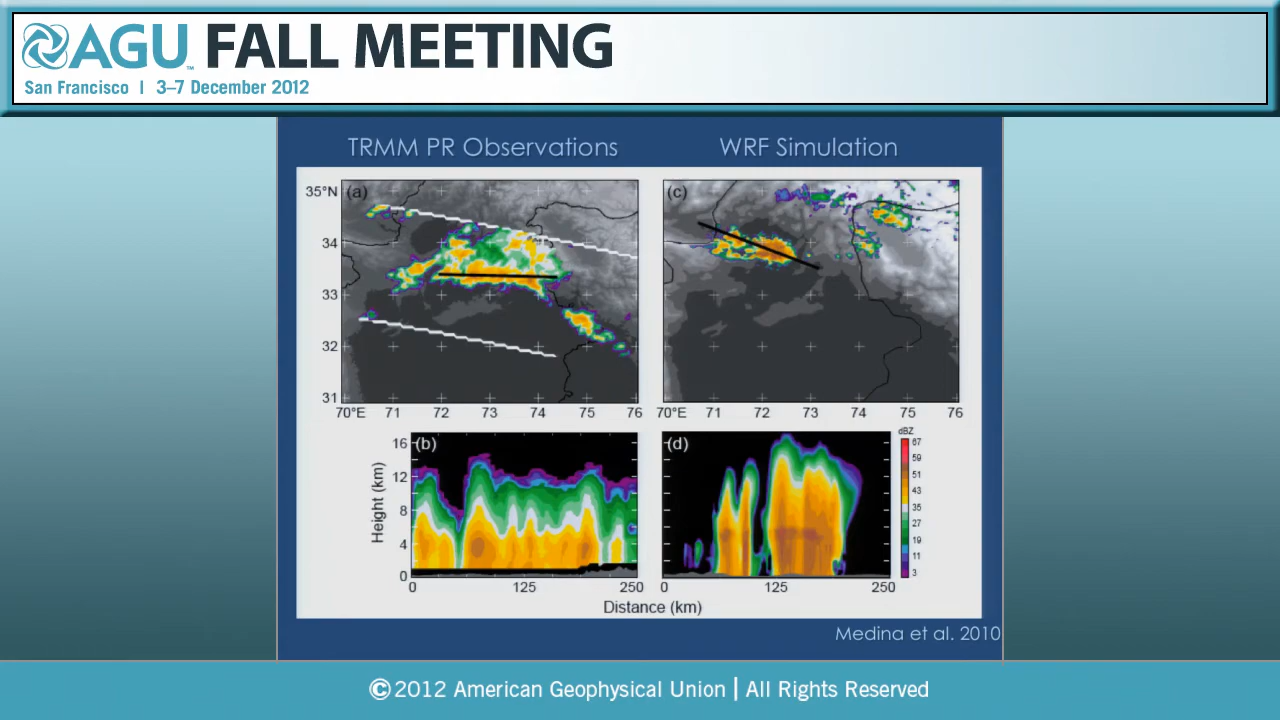 AGU™ FALL MEETING
San Francisco | 3–7 December 2012
TRMM PR Observations
WRF Simulation
35°N
34
33
32
31
(a)
70°E 71 72 73 74 75 76
(c)
70°E 71 72 73 74 75 76
Height (km)
16
12
8
4
0
(b)
0 125 250
(d)
0 125 250
Distance (km)
dBZ
67
59
51
43
35
27
19
11
3
Medina et al. 2010
©2012 American Geophysical Union | All Rights Reserved